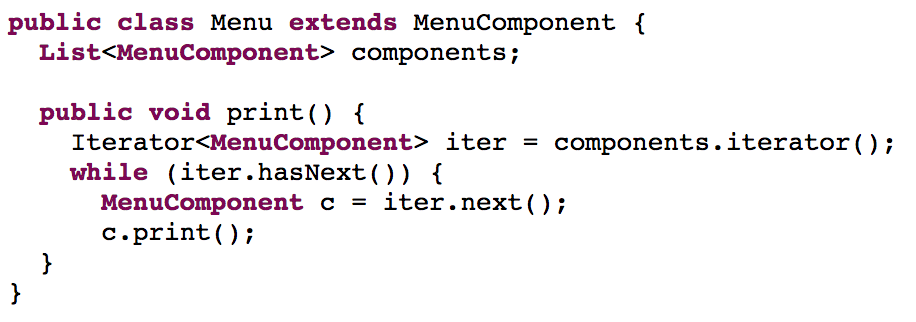 public class Menu extends MenuComponent {
  List<MenuComponent> components;

  public void print() {
    Iterator<MenuComponent> iter = components.iterator();
    while (iter.hasNext()) {
      MenuComponent c = iter.next();
      c.print();
  }
}